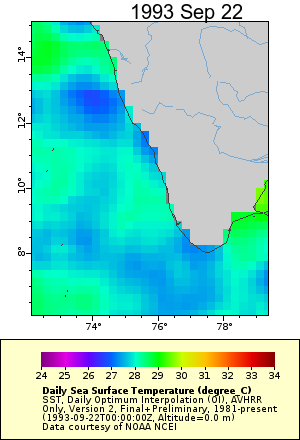 1993 Sep 22
14°
12°
10°
8°
74°
76°
78°
24 25 26 27 28 29 30 31 32 33 34
Daily Sea Surface Temperature (degree_C)
SST, Daily Optimum Interpolation (OI), AVHRR
Only, Version 2, Final+Preliminary, 1981-present
(1993-09-22T00:00:00Z, Altitude=0.0 m)
Data courtesy of NOAA NCEI